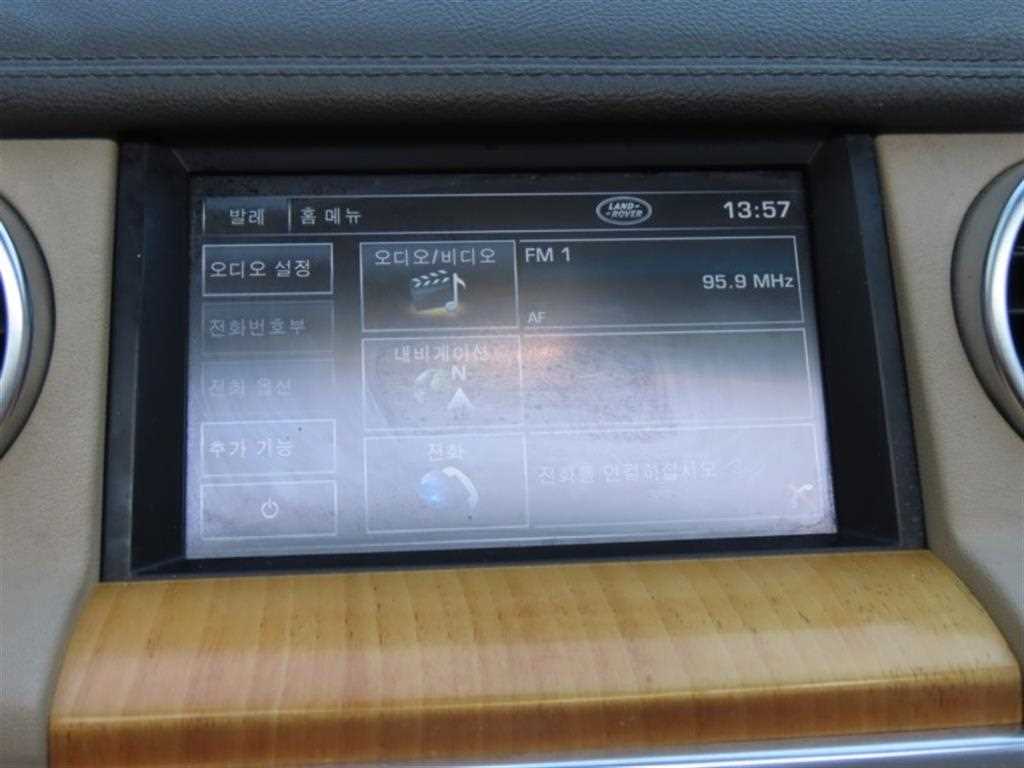 발레 홈 메뉴 LAND-ROVER 13:57
오디오 설정
전화번호부
전화 옵션
추가 기능
오디오/비디오
FM 1
95.9 MHz
AF
내비게이션
N
전화
전화를 연결하십시오